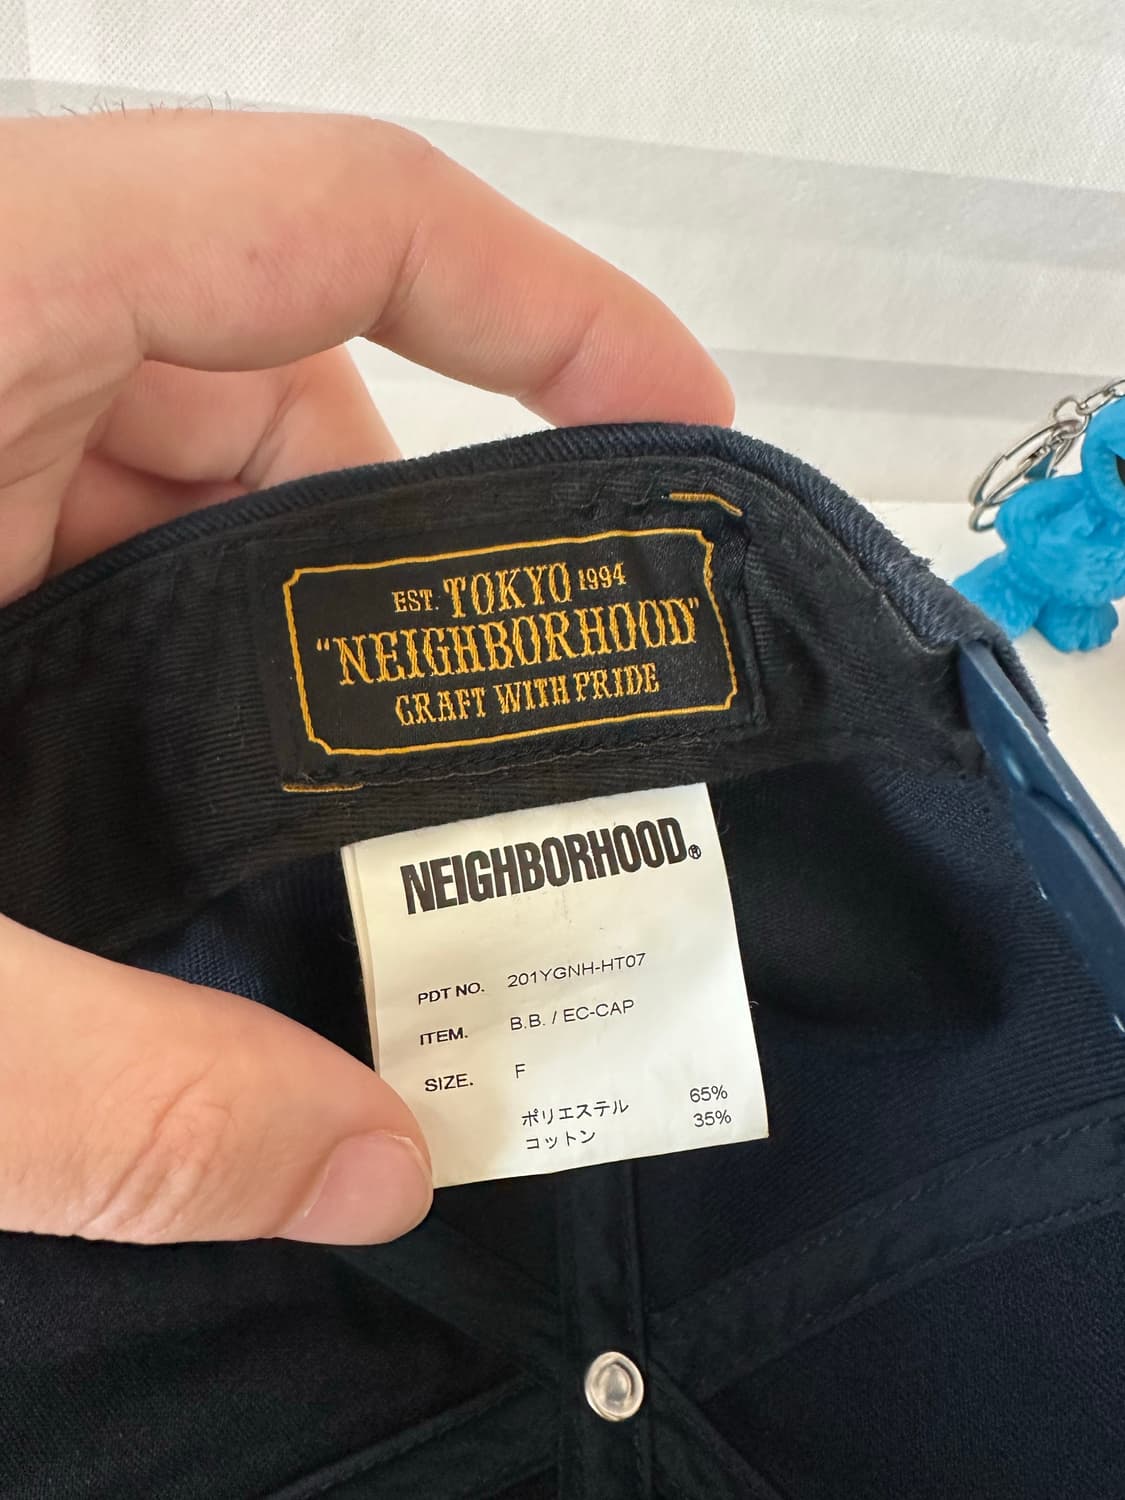 EST. TOKYO 1994
"NEIGHBORHOOD"
CRAFT WITH PRIDE
NEIGHBORHOOD®
PDT NO. 201YGNH-HT07
ITEM. B.B. / EC-CAP
SIZE. F
ポリエステル 65%
コットン 35%